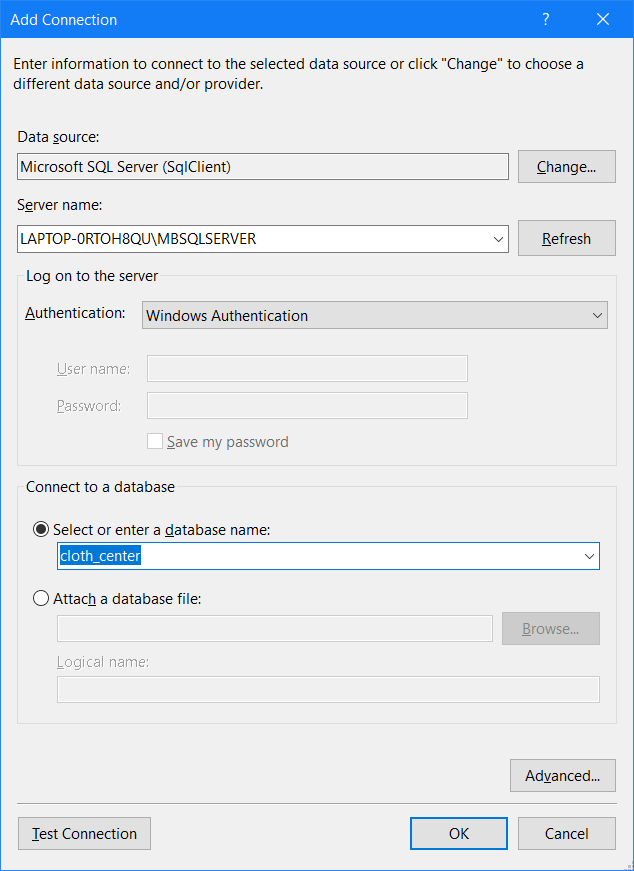 Add Connection
?
Enter information to connect to the selected data source or click "Change" to choose a
different data source and/or provider.
Data source:
Microsoft SQL Server (SqlClient)
Change...
Server name:
LAPTOP-0RTOH8QU\MBSQLSERVER
Refresh
Log on to the server
Authentication:
Windows Authentication
User name:
Password:
Save my password
Connect to a database
Select or enter a database name:
cloth_center
Attach a database file:
Browse...
Logical name:
Advanced...
Test Connection
OK
Cancel